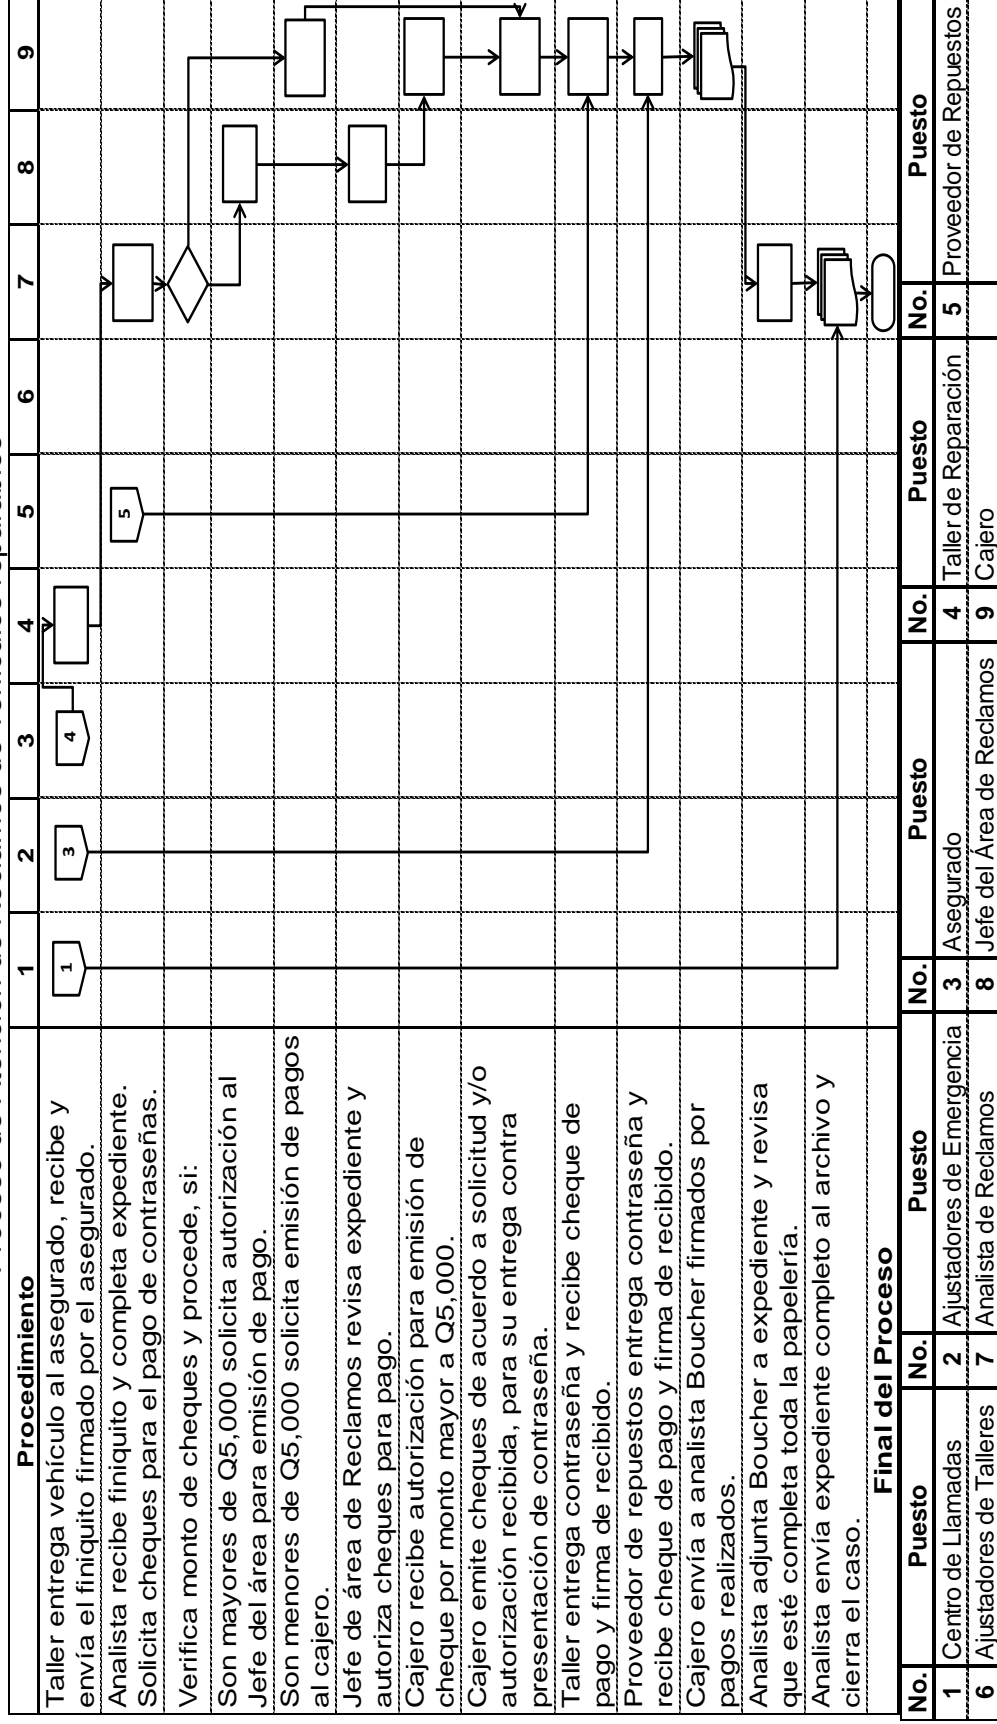 Procedimiento 1 2 3 4 5 6 7 8 9
Taller entrega vehículo al asegurado, recibe y
envía el finiquito firmado por el asegurado.
1 3 4
Analista recibe finiquito y completa expediente.
Solicita cheques para el pago de contraseñas.
5
Verifica monto de cheques y procede, si:
Son mayores de Q5,000 solicita autorización al
Jefe del área para emisión de pago.
Son menores de Q5,000 solicita emisión de pagos
al cajero.
Jefe de área de Reclamos revisa expediente y
autoriza cheques para pago.
Cajero recibe autorización para emisión de
cheque por monto mayor a Q5,000.
Cajero emite cheques de acuerdo a solicitud y/o
autorización recibida, para su entrega contra
presentación de contraseña.
Taller entrega contraseña y recibe cheque de
pago y firma de recibido.
Proveedor de repuestos entrega contraseña y
recibe cheque de pago y firma de recibido.
Cajero envía a analista Boucher firmados por
pagos realizados.
Analista adjunta Boucher a expediente y revisa
que esté completa toda la papelería.
Analista envía expediente completo al archivo y
cierra el caso.
Final del Proceso
No. Puesto No. Puesto No. Puesto No. Puesto No. Puesto
1 Centro de Llamadas 2 Ajustadores de Emergencia 3 Asegurado 4 Taller de Reparación 5 Proveedor de Repuestos
6 Ajustadores de Talleres 7 Analista de Reclamos 8 Jefe del Área de Reclamos 9 Cajero